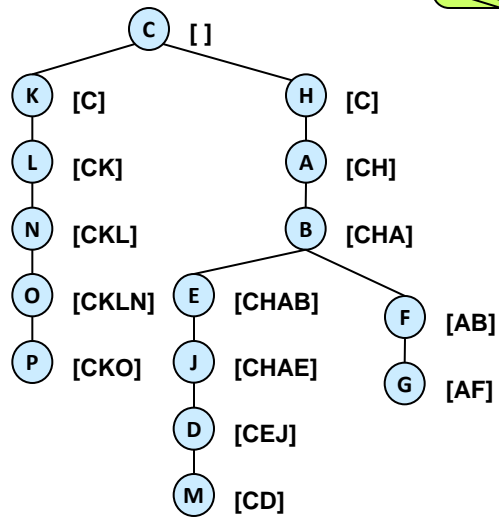 C [ ]
K [C] H [C]
L [CK] A [CH]
N [CKL] B [CHA]
O [CKLN] E [CHAB] F [AB]
P [CKO] J [CHAE] G [AF]
D [CEJ]
M [CD]